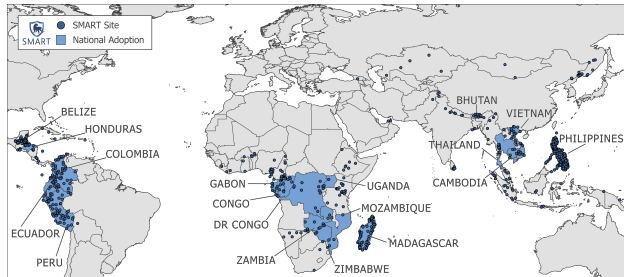 SMART
SMART Site
National Adoption
BELIZE
HONDURAS
COLOMBIA
ECUADOR
PERU
GABON
CONGO
DR CONGO
ZAMBIA
ZIMBABWE
UGANDA
MOZAMBIQUE
MADAGASCAR
BHUTAN
VIETNAM
THAILAND
CAMBODIA
PHILIPPINES